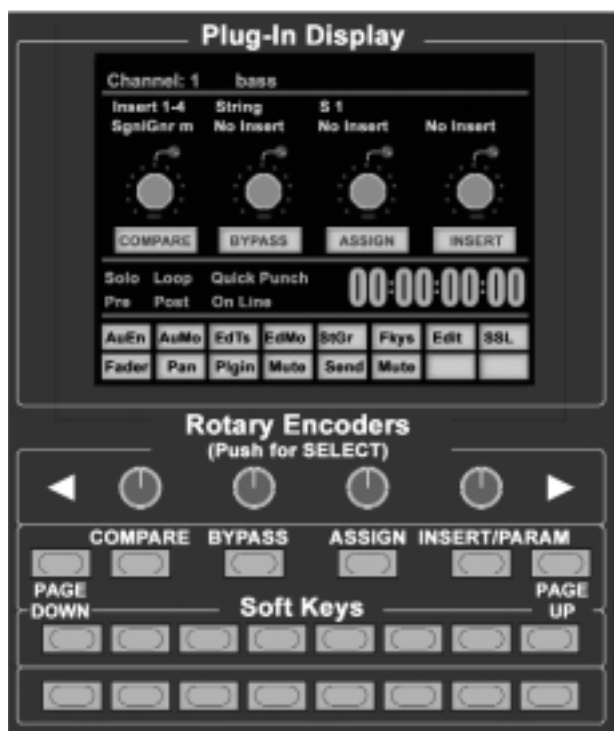 Plug-In Display
Channel: 1 bass
Insert 1-4 String S 1
SgnlGnr m No Insert No Insert No Insert
COMPARE BYPASS ASSIGN INSERT
Solo Loop Quick Punch
Pre Post On Line
00:00:00:00
AuEn AuMo EdTs EdMo StGr Fkys Edit SSL
Fader Pan Plgin Mute Send Mute
Rotary Encoders
(Push for SELECT)
COMPARE BYPASS ASSIGN INSERT/PARAM
PAGE DOWN
PAGE UP
Soft Keys